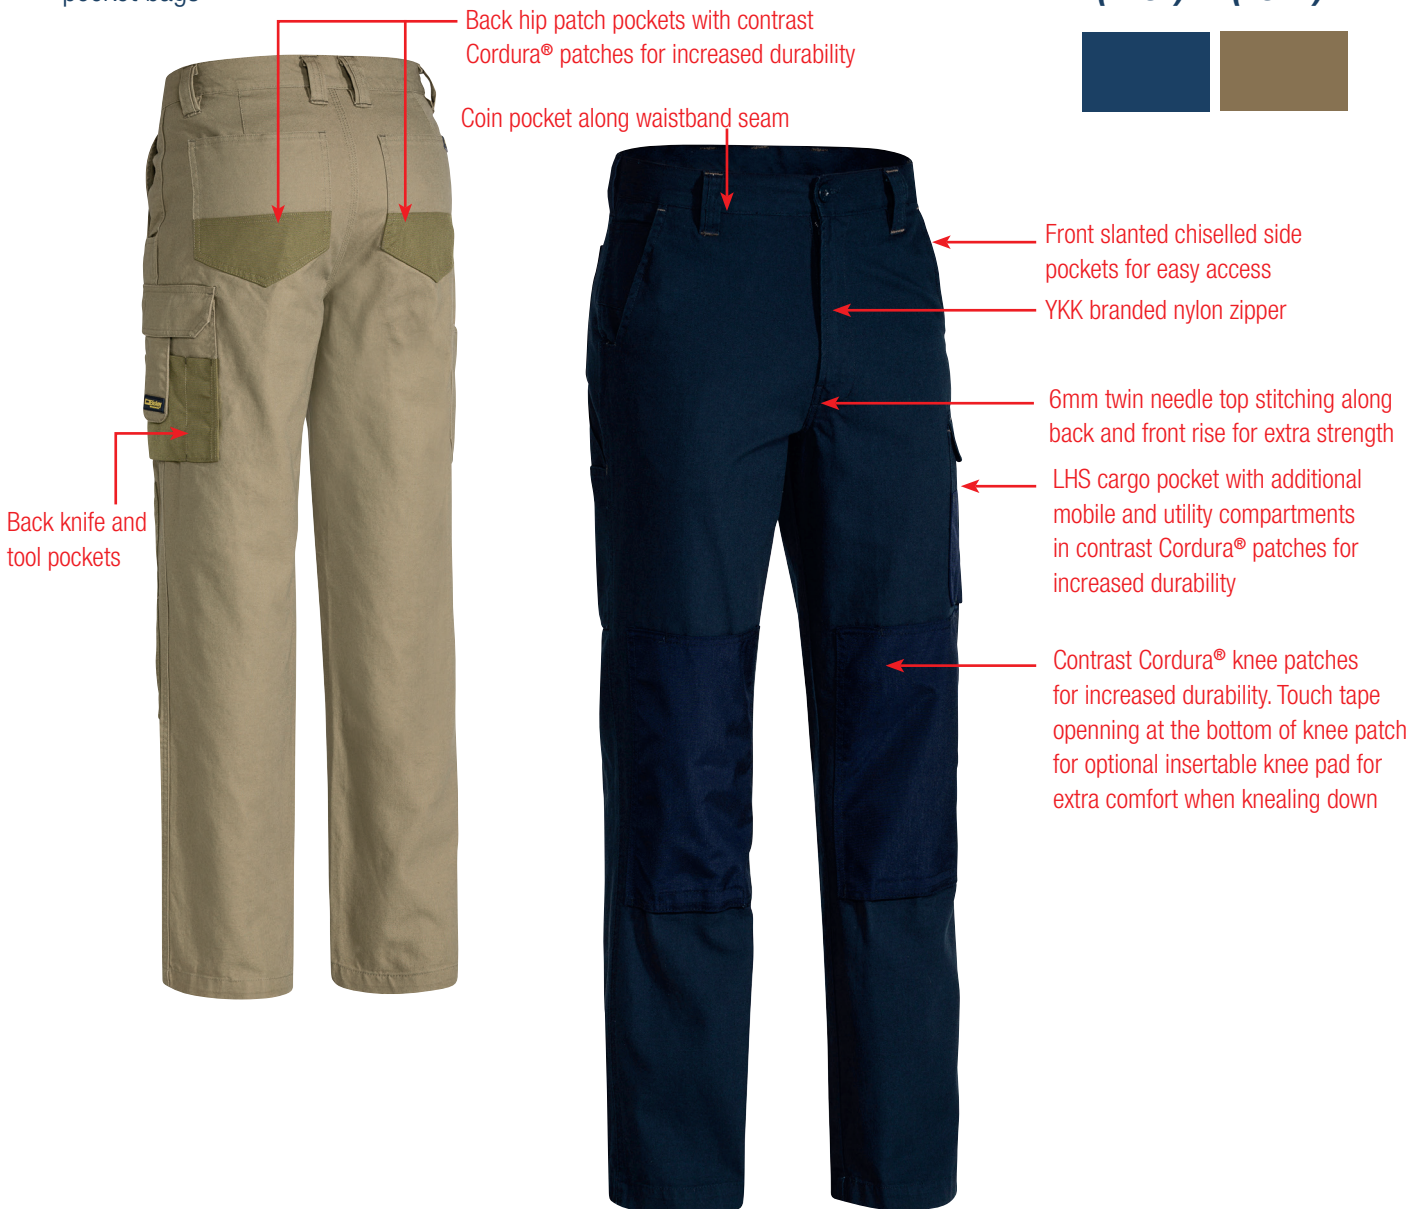 pocket bags
Back hip patch pockets with contrast
Cordura® patches for increased durability
Coin pocket along waistband seam
Front slanted chiselled side
pockets for easy access
YKK branded nylon zipper
6mm twin needle top stitching along
back and front rise for extra strength
LHS cargo pocket with additional
mobile and utility compartments
in contrast Cordura® patches for
increased durability
Back knife and
tool pockets
Contrast Cordura® knee patches
for increased durability. Touch tape
openning at the bottom of knee patch
for optional insertable knee pad for
extra comfort when knealing down